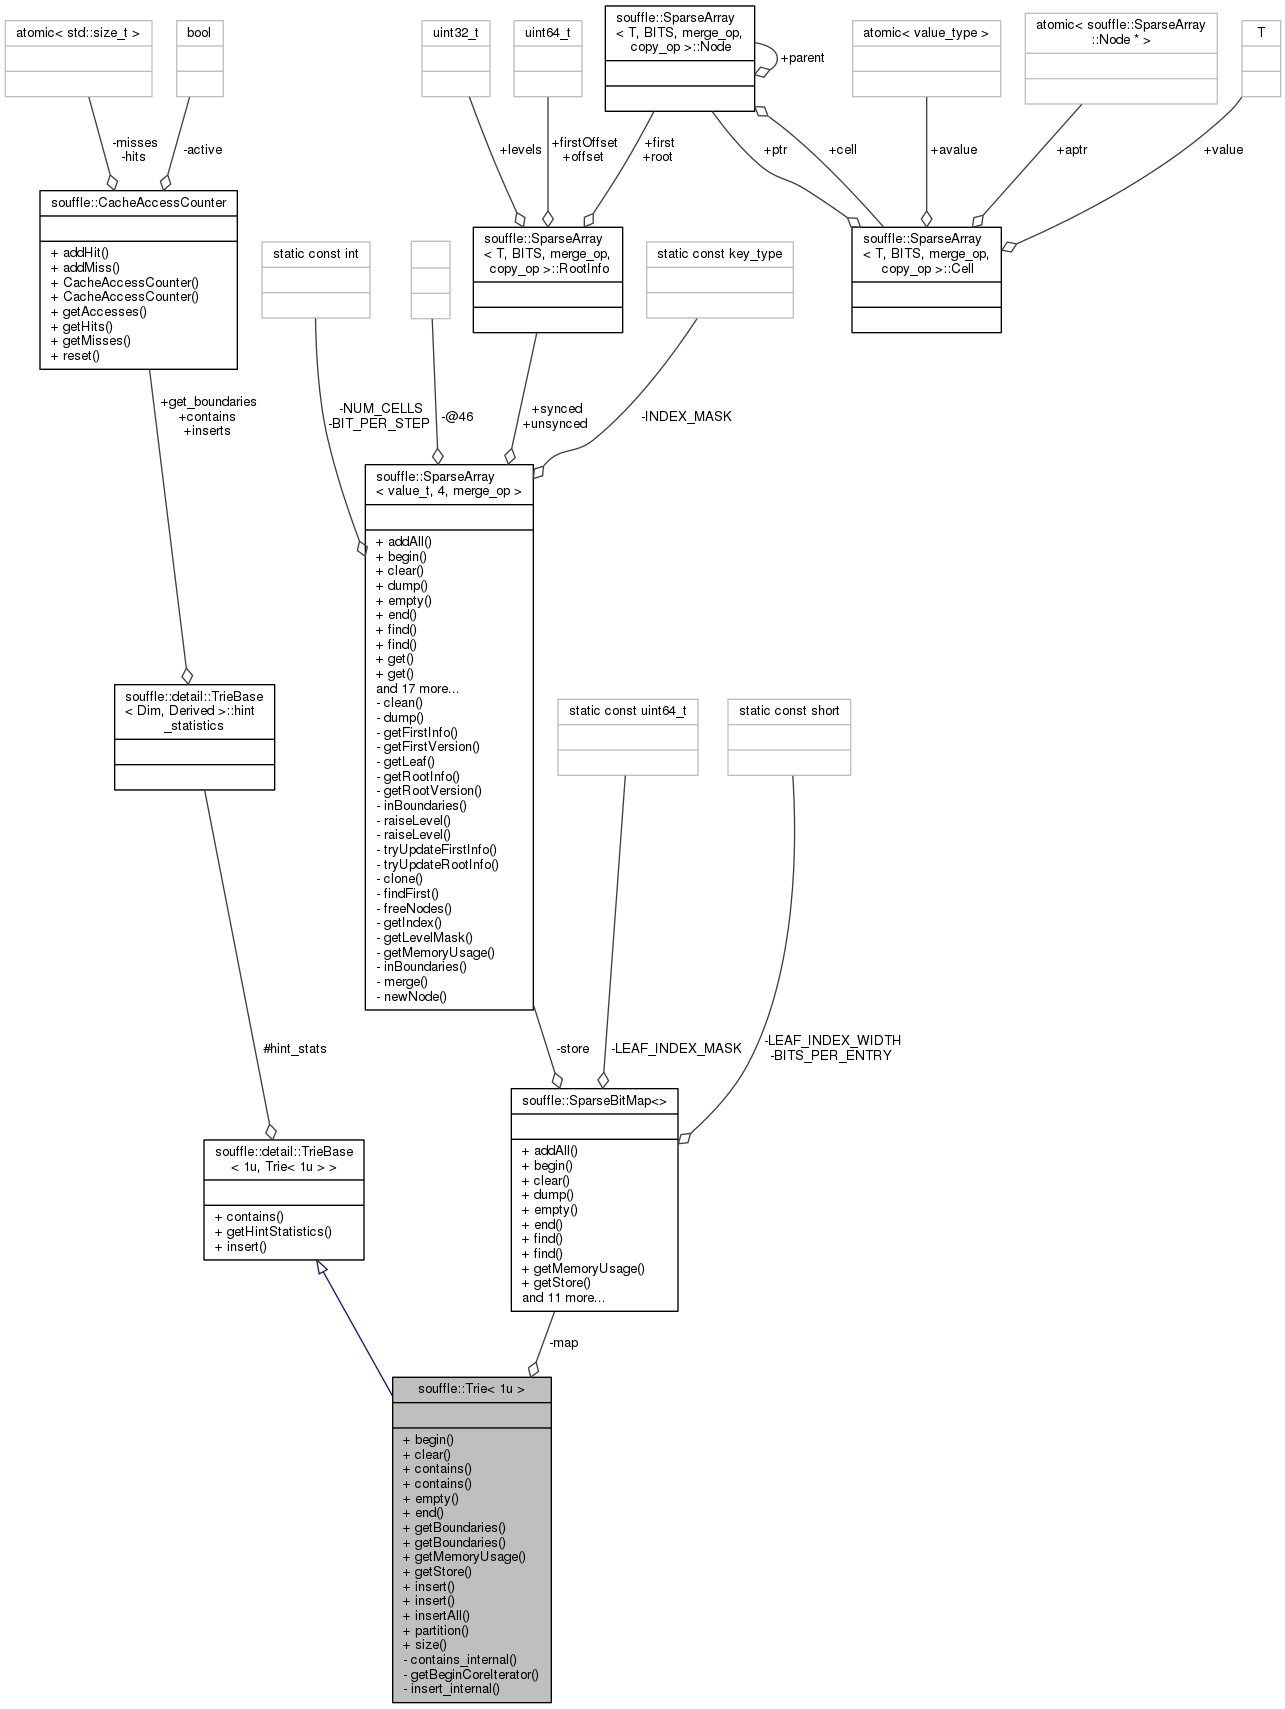 atomic< std::size_t >
bool
uint32_t
uint64_t
souffle::SparseArray
< T, BITS, merge_op,
copy_op >::Node
atomic< value_type >
atomic< souffle::SparseArray
::Node * >
T
+parent
-misses
-hits
-active
+levels
+firstOffset
+offset
+first
+root
+ptr
+cell
+avalue
+aptr
+value
souffle::CacheAccessCounter
+ addHit()
+ addMiss()
+ CacheAccessCounter()
+ CacheAccessCounter()
+ getAccesses()
+ getHits()
+ getMisses()
+ reset()
static const int
souffle::SparseArray
< T, BITS, merge_op,
copy_op >::RootInfo
static const key_type
souffle::SparseArray
< T, BITS, merge_op,
copy_op >::Cell
+get_boundaries
+contains
+inserts
-NUM_CELLS
-BIT_PER_STEP
-@46
+synced
+unsynced
-INDEX_MASK
souffle::SparseArray
< value_t, 4, merge_op >
+ addAll()
+ begin()
+ clear()
+ dump()
+ empty()
+ end()
+ find()
+ find()
+ get()
+ get()
and 17 more...
- clean()
- dump()
- getFirstInfo()
- getFirstVersion()
- getLeaf()
- getRootInfo()
- getRootVersion()
- inBoundaries()
- raiseLevel()
- raiseLevel()
- tryUpdateFirstInfo()
- tryUpdateRootInfo()
- clone()
- findFirst()
- freeNodes()
- getIndex()
- getLevelMask()
- getMemoryUsage()
- inBoundaries()
- merge()
- newNode()
souffle::detail::TrieBase
< Dim, Derived >::hint
_statistics
static const uint64_t
static const short
#hint_stats
-store
-LEAF_INDEX_MASK
-LEAF_INDEX_WIDTH
-BITS_PER_ENTRY
souffle::detail::TrieBase
< 1u, Trie< 1u > >
+ contains()
+ getHintStatistics()
+ insert()
souffle::SparseBitMap<>
+ addAll()
+ begin()
+ clear()
+ dump()
+ empty()
+ end()
+ find()
+ find()
+ getMemoryUsage()
+ getStore()
and 11 more...
-map
souffle::Trie< 1u >
+ begin()
+ clear()
+ contains()
+ contains()
+ empty()
+ end()
+ getBoundaries()
+ getBoundaries()
+ getMemoryUsage()
+ getStore()
+ insert()
+ insert()
+ insertAll()
+ partition()
+ size()
- contains_internal()
- getBeginCoreIterator()
- insert_internal()